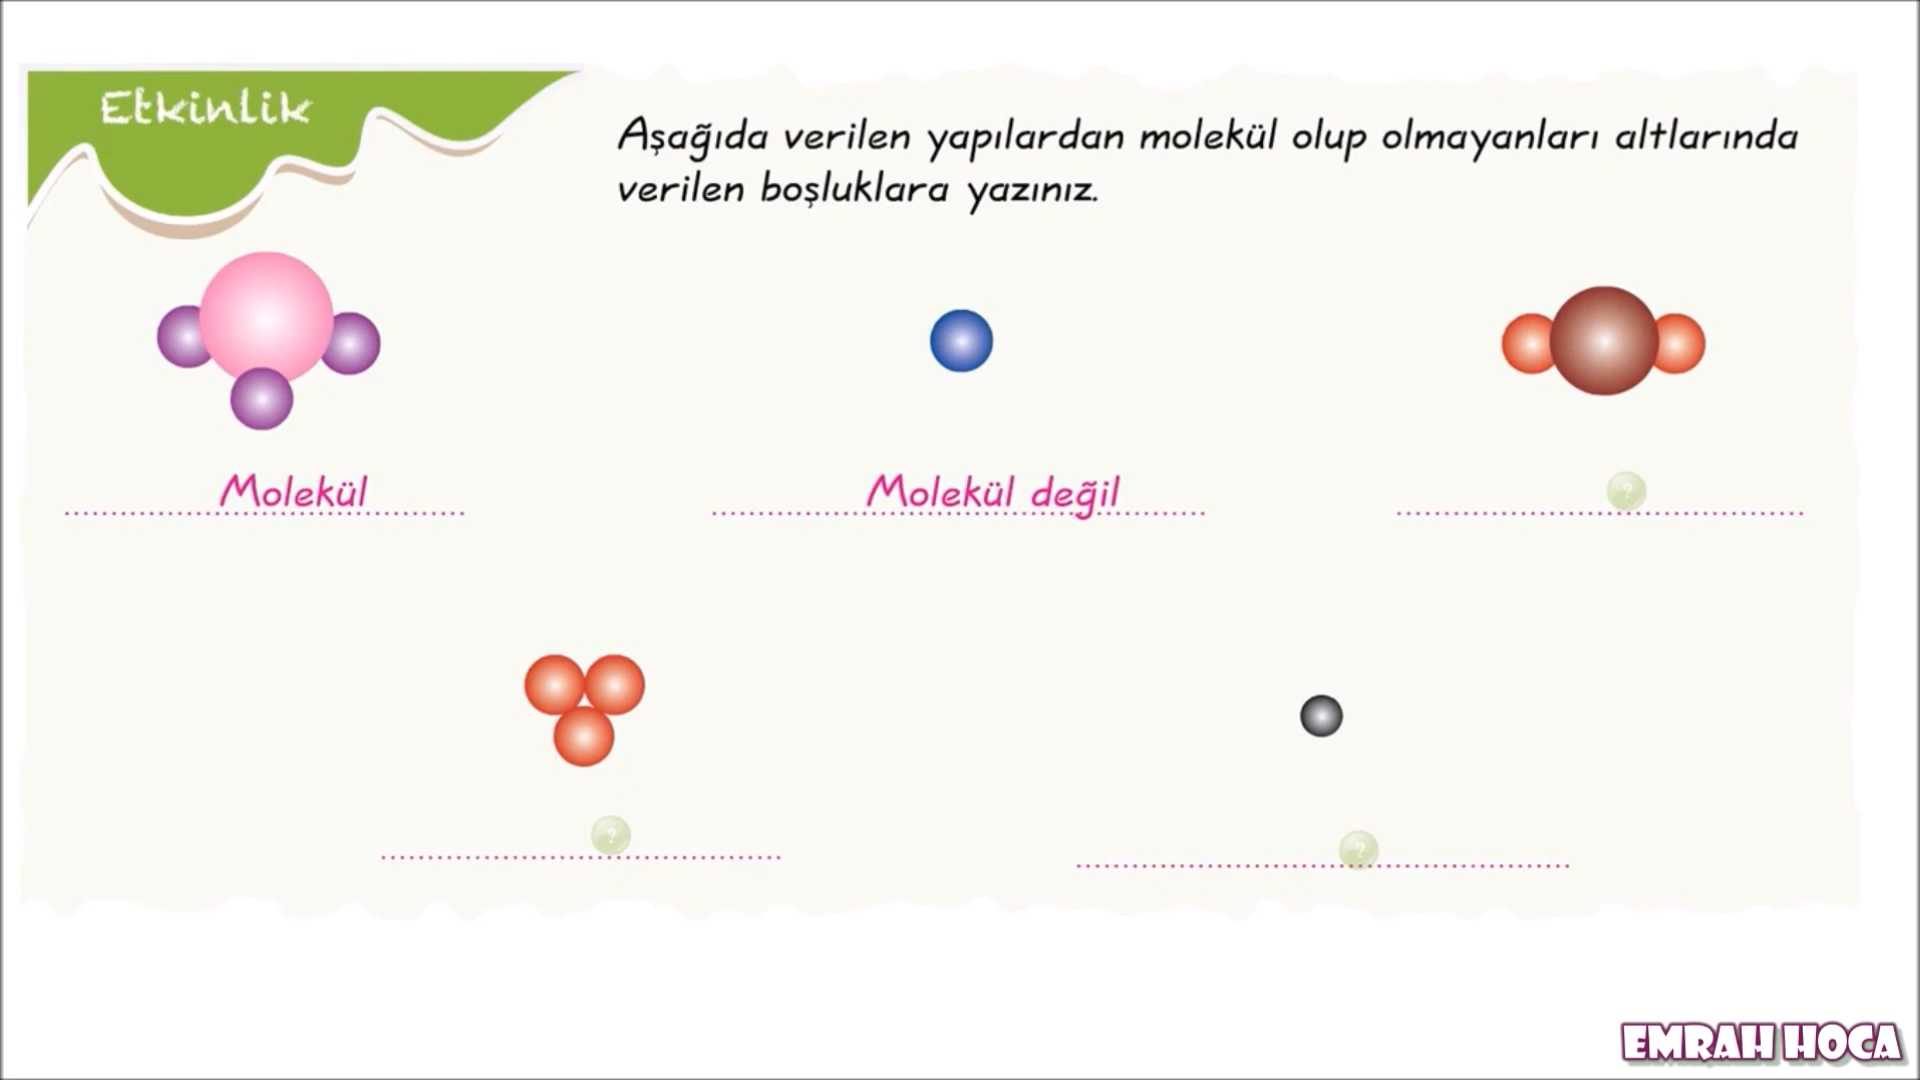 Etkinlik
Aşağıda verilen yapılardan molekül olup olmayanları altlarında
verilen boşluklara yazınız.
Molekül
Molekül değil
?
?
?
EMRAH HOCA